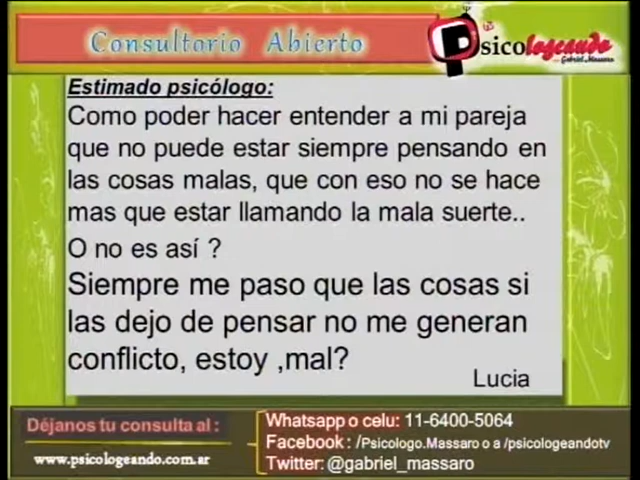 Consultorio Abierto
Psicologeando
Gabriel Massaro
Estimado psicólogo:
Como poder hacer entender a mi pareja
que no puede estar siempre pensando en
las cosas malas, que con eso no se hace
mas que estar llamando la mala suerte..
O no es así ?
Siempre me paso que las cosas si
las dejo de pensar no me generan
conflicto, estoy ,mal?
Lucia
Déjanos tu consulta al :
www.psicologeando.com.ar
Whatsapp o celu: 11-6400-5064
Facebook : /Psicologo.Massaro o a /psicologeandotv
Twitter: @gabriel_massaro